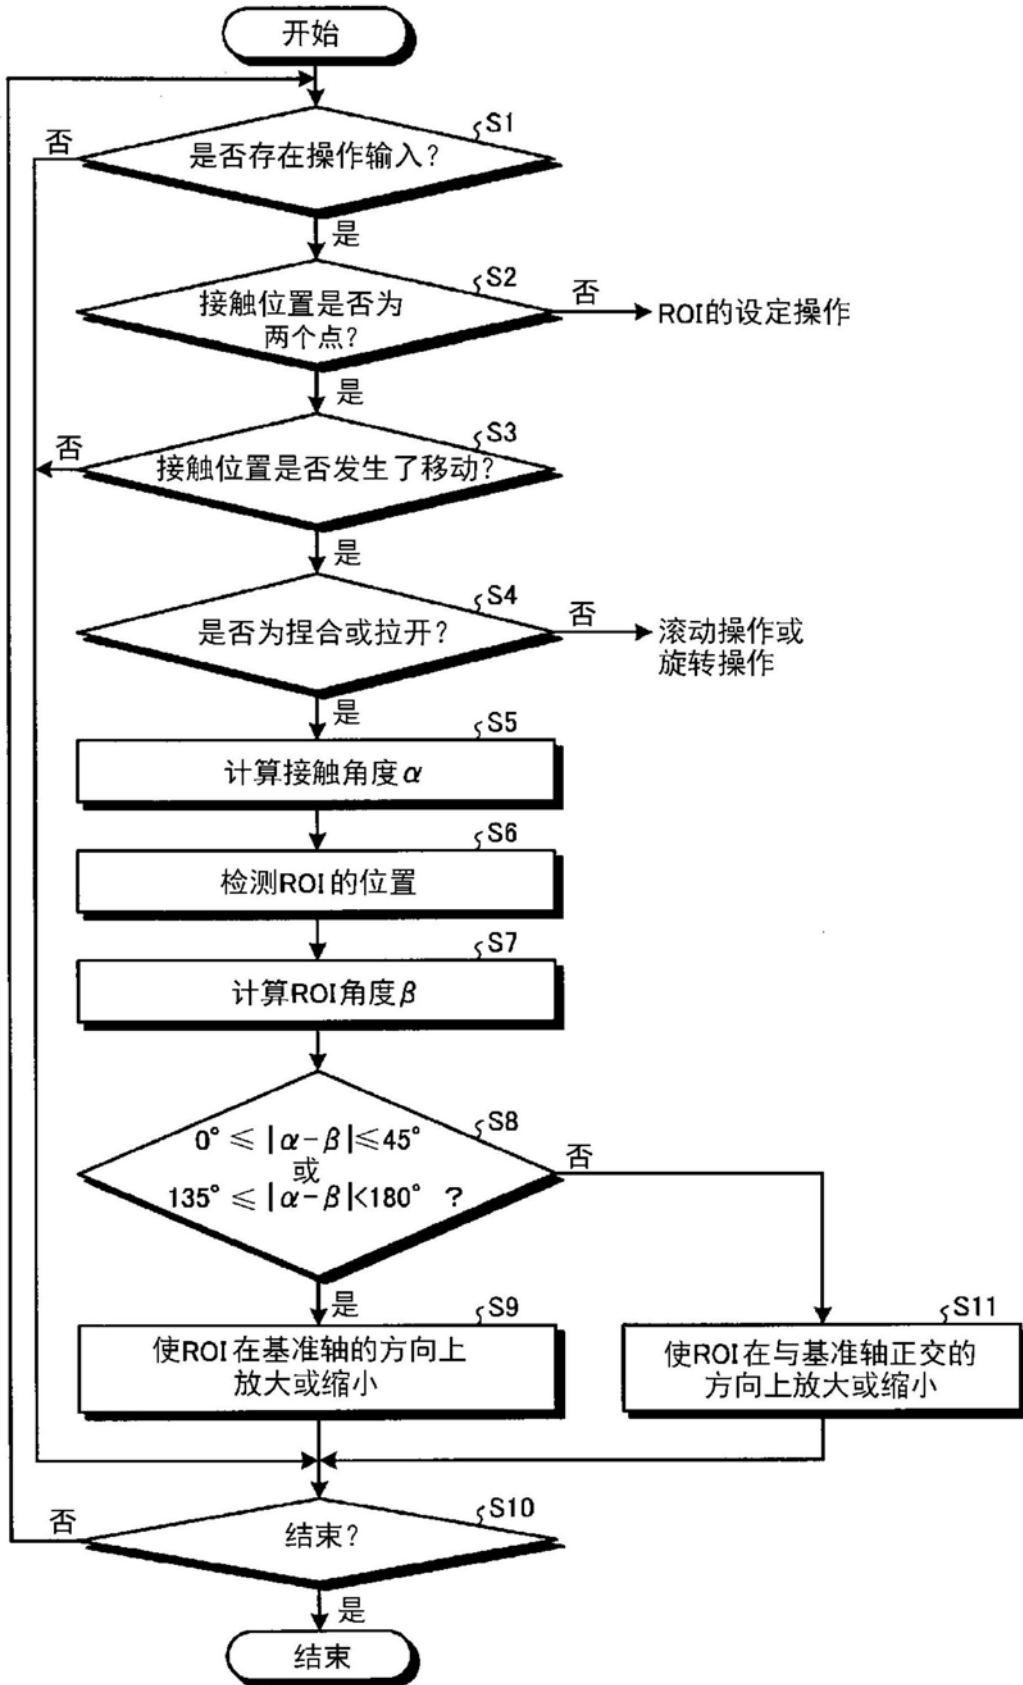 开始
S1
否
是否存在操作输入?
是
S2
接触位置是否为
两个点?
否
ROI的设定操作
是
S3
否
接触位置是否发生了移动?
是
S4
是否为捏合或拉开?
否
滚动操作或
旋转操作
是
S5
计算接触角度α
S6
检测ROI的位置
S7
计算ROI角度β
S8
0° ≤ |α-β|≤45°
或
135° ≤ |α-β|<180° ?
否
是
S9
使ROI在基准轴的方向上
放大或缩小
S11
使ROI在与基准轴正交的
方向上放大或缩小
S10
否
结束?
是
结束